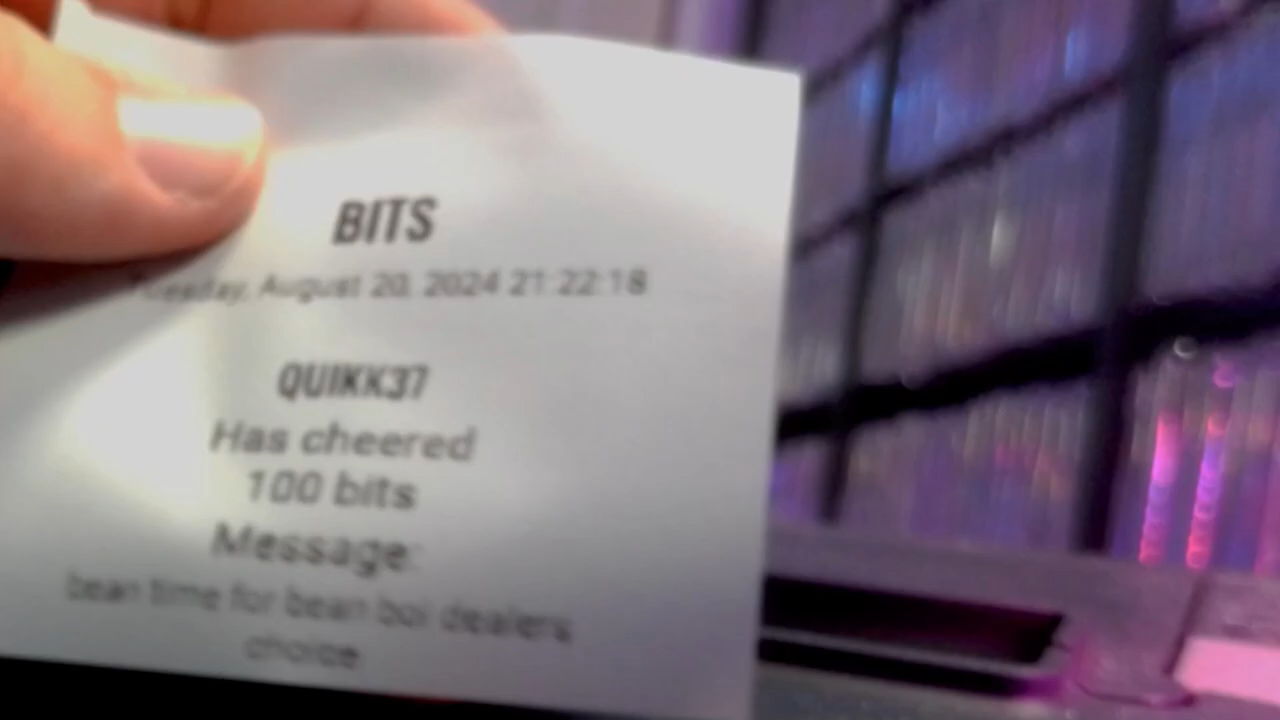 BITS
Tuesday, August 20, 2024 21:22:18
QUIKK37
Has cheered
100 bits
Message:
bean time for bean boi dealers
choice